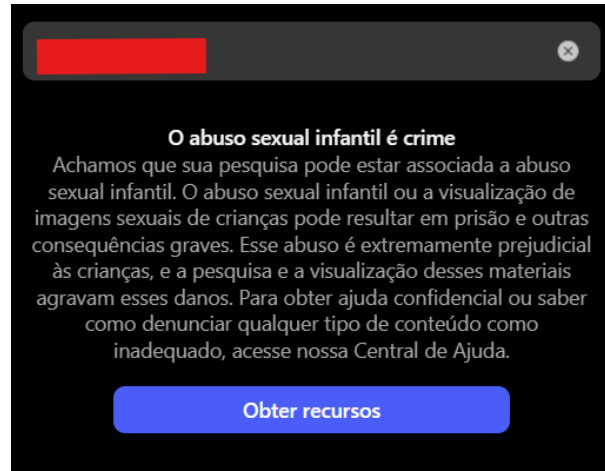 O abuso sexual infantil é crime
Achamos que sua pesquisa pode estar associada a abuso
sexual infantil. O abuso sexual infantil ou a visualização de
imagens sexuais de crianças pode resultar em prisão e outras
consequências graves. Esse abuso é extremamente prejudicial
às crianças, e a pesquisa e a visualização desses materiais
agravam esses danos. Para obter ajuda confidencial ou saber
como denunciar qualquer tipo de conteúdo como
inadequado, acesse nossa Central de Ajuda.
Obter recursos